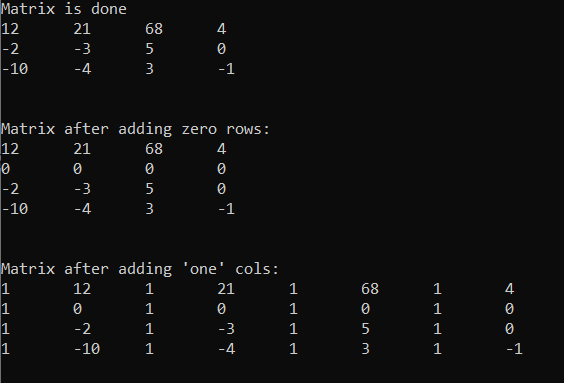 Matrix is done
12 21 68 4
-2 -3 5 0
-10 -4 3 -1
Matrix after adding zero rows:
12 21 68 4
0 0 0 0
-2 -3 5 0
-10 -4 3 -1
Matrix after adding 'one' cols:
1 12 1 21 1 68 1 4
1 0 1 0 1 0 1 0
1 -2 1 -3 1 5 1 0
1 -10 1 -4 1 3 1 -1